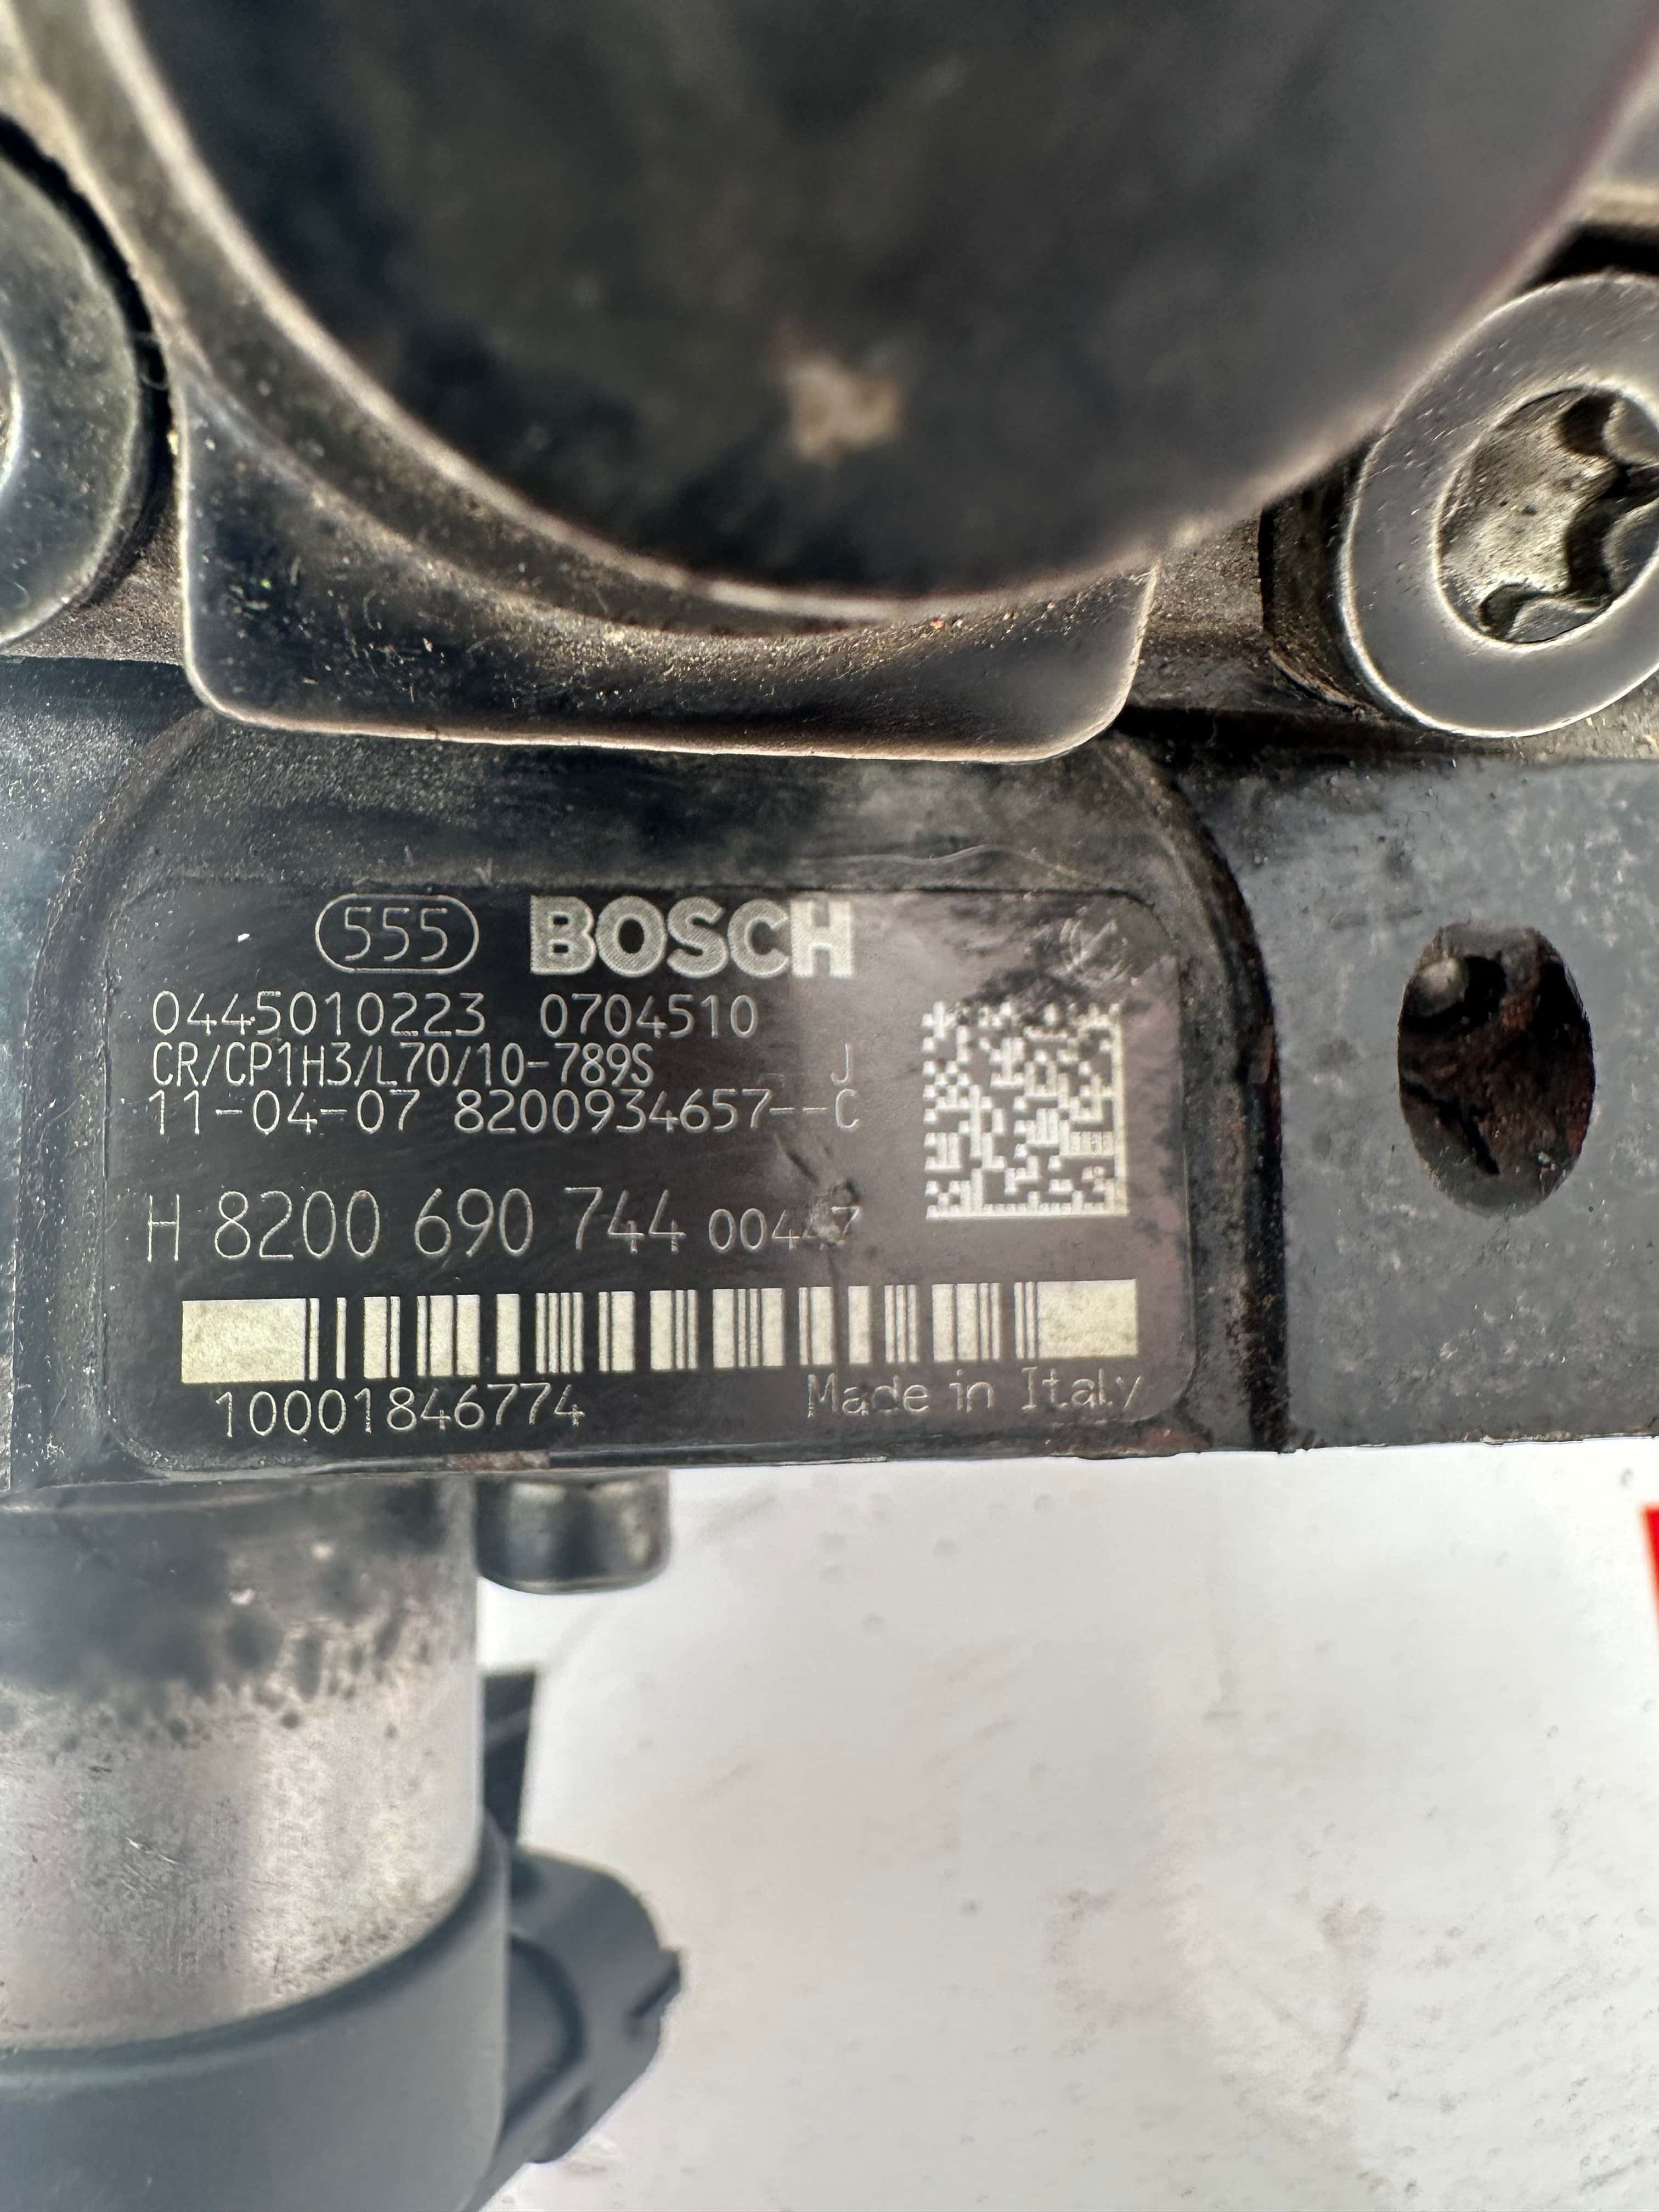 555 BOSCH
0445010223 0704510
CR/CP1H3/L70/10-789S J
11-04-07 8200934657--C
H 8200 690 744
10001846774 Made in Italy